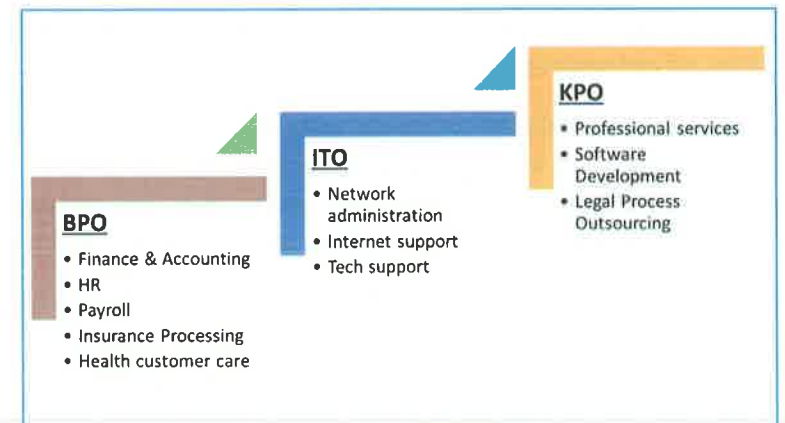 BPO
• Finance & Accounting
• HR
• Payroll
• Insurance Processing
• Health customer care
ITO
• Network
administration
• Internet support
• Tech support
KPO
• Professional services
• Software
Development
• Legal Process
Outsourcing